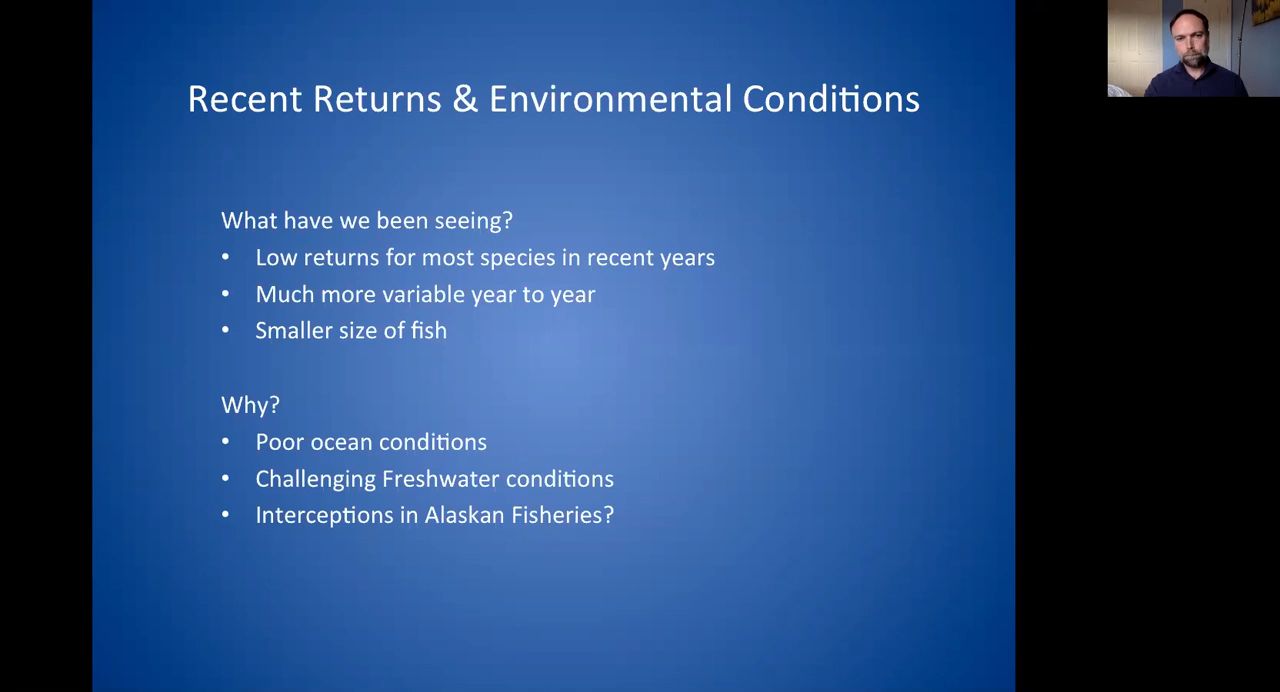 Recent Returns & Environmental Conditions
What have we been seeing?
• Low returns for most species in recent years
• Much more variable year to year
• Smaller size of fish
Why?
• Poor ocean conditions
• Challenging Freshwater conditions
• Interceptions in Alaskan Fisheries?